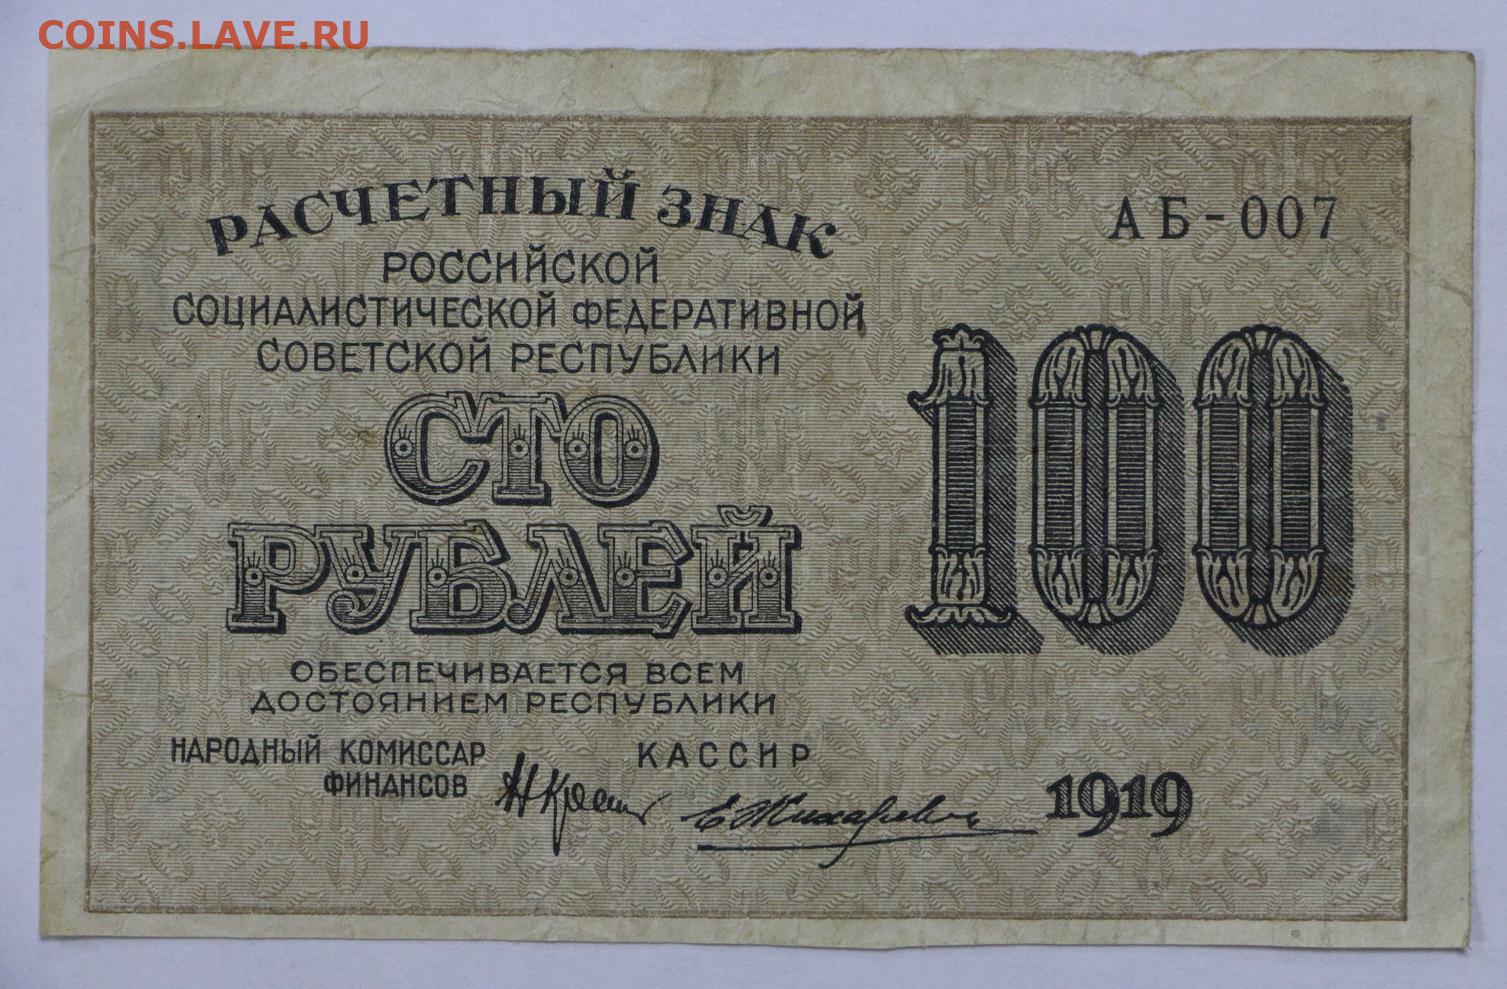 COINS.LAVE.RU
РАСЧЕТНЫЙ ЗНАК
АБ-007
РОССИЙСКОЙ
СОЦИАЛИСТИЧЕСКОЙ ФЕДЕРАТИВНОЙ
СОВЕТСКОЙ РЕСПУБЛИКИ
СТО
РУБЛЕЙ
100
ОБЕСПЕЧИВАЕТСЯ ВСЕМ
ДОСТОЯНИЕМ РЕСПУБЛИКИ
НАРОДНЫЙ КОМИССАР
ФИНАНСОВ
КАССИР
Е Жихарев
1919